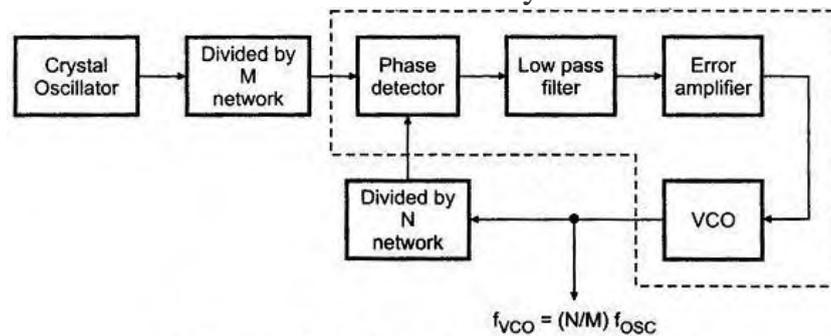 Crystal
Oscillator
Divided by
M
network
Phase
detector
Low pass
filter
Error
amplifier
Divided by
N
network
VCO
f_VCO = (N/M) f_OSC